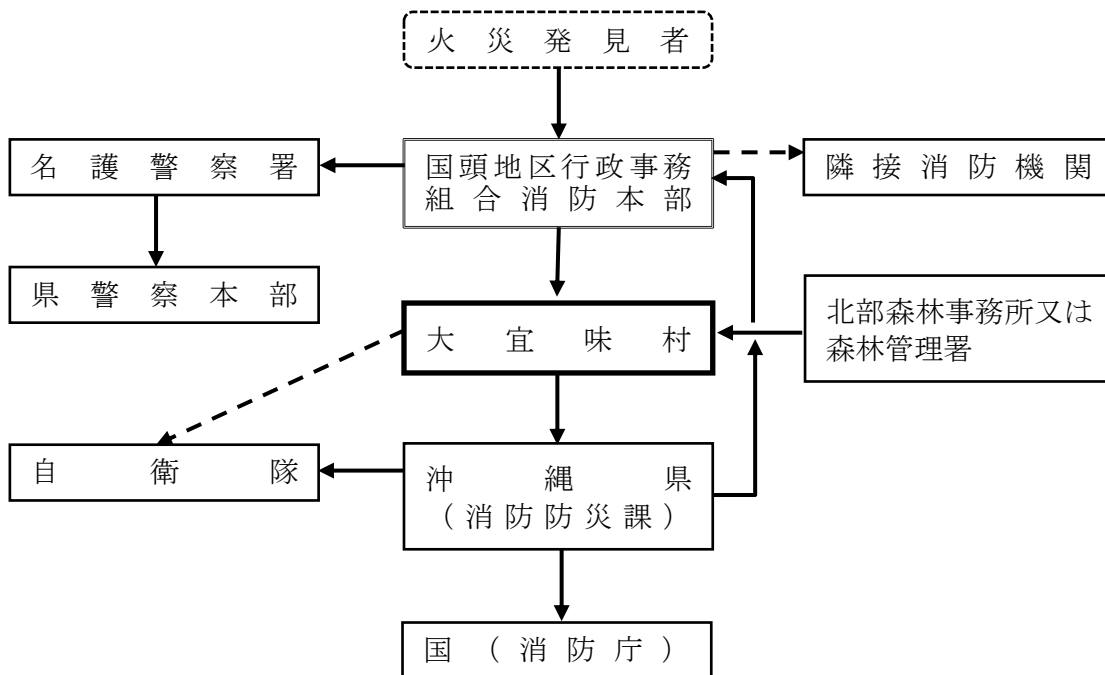 火災発見者
名護警察署
国頭地区行政事務
組合消防本部
隣接消防機関
県警察本部
大宜味村
北部森林事務所又は
森林管理署
自衛隊
沖縄県
(消防防災課)
国(消防庁)